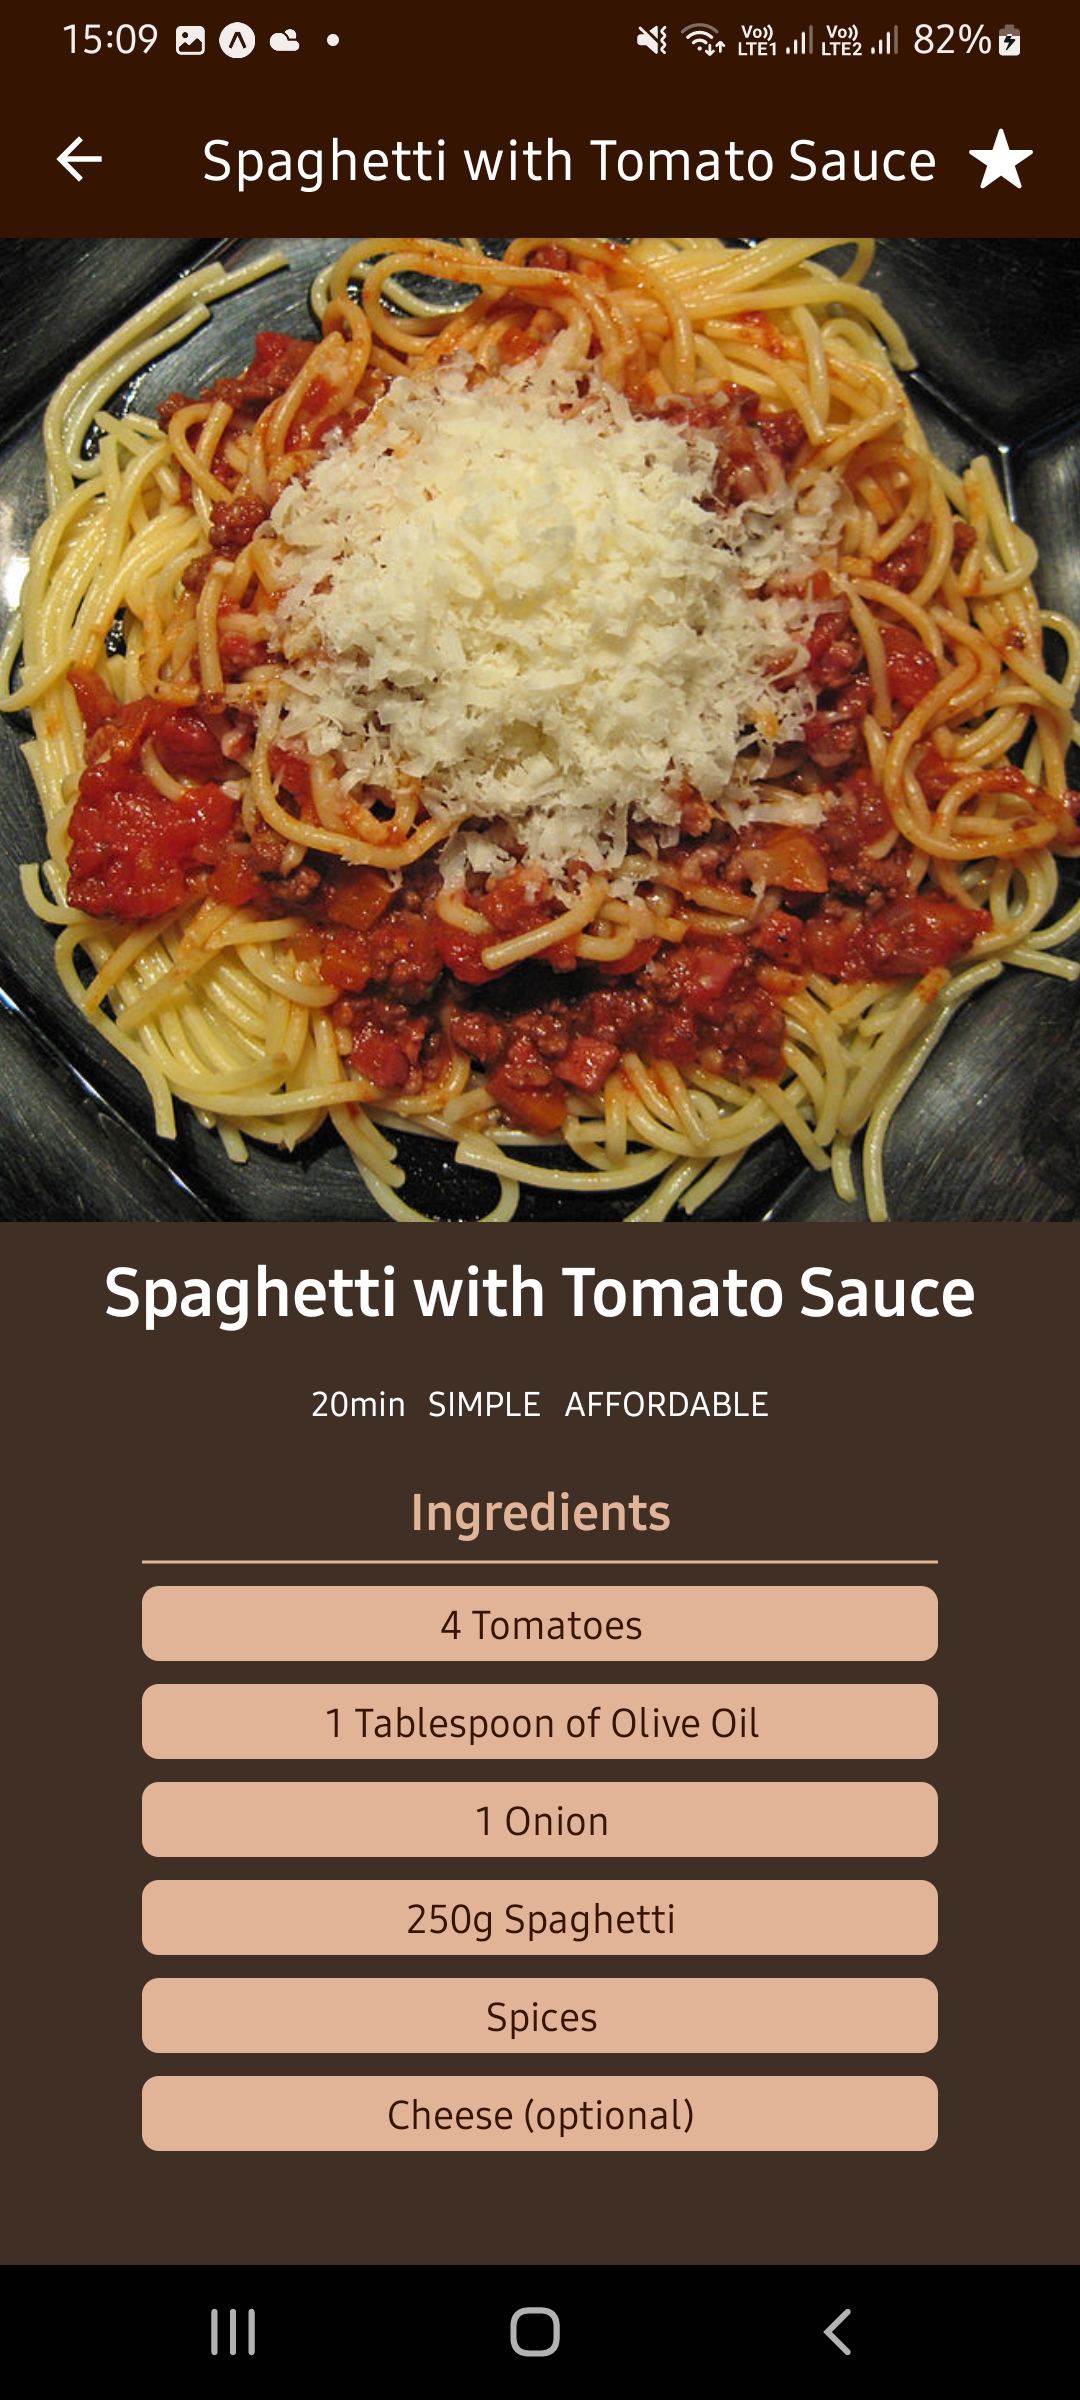 15:09
Vo)) LTE1 Vo)) LTE2 82%
Spaghetti with Tomato Sauce
Spaghetti with Tomato Sauce
20min SIMPLE AFFORDABLE
Ingredients
4 Tomatoes
1 Tablespoon of Olive Oil
1 Onion
250g Spaghetti
Spices
Cheese (optional)